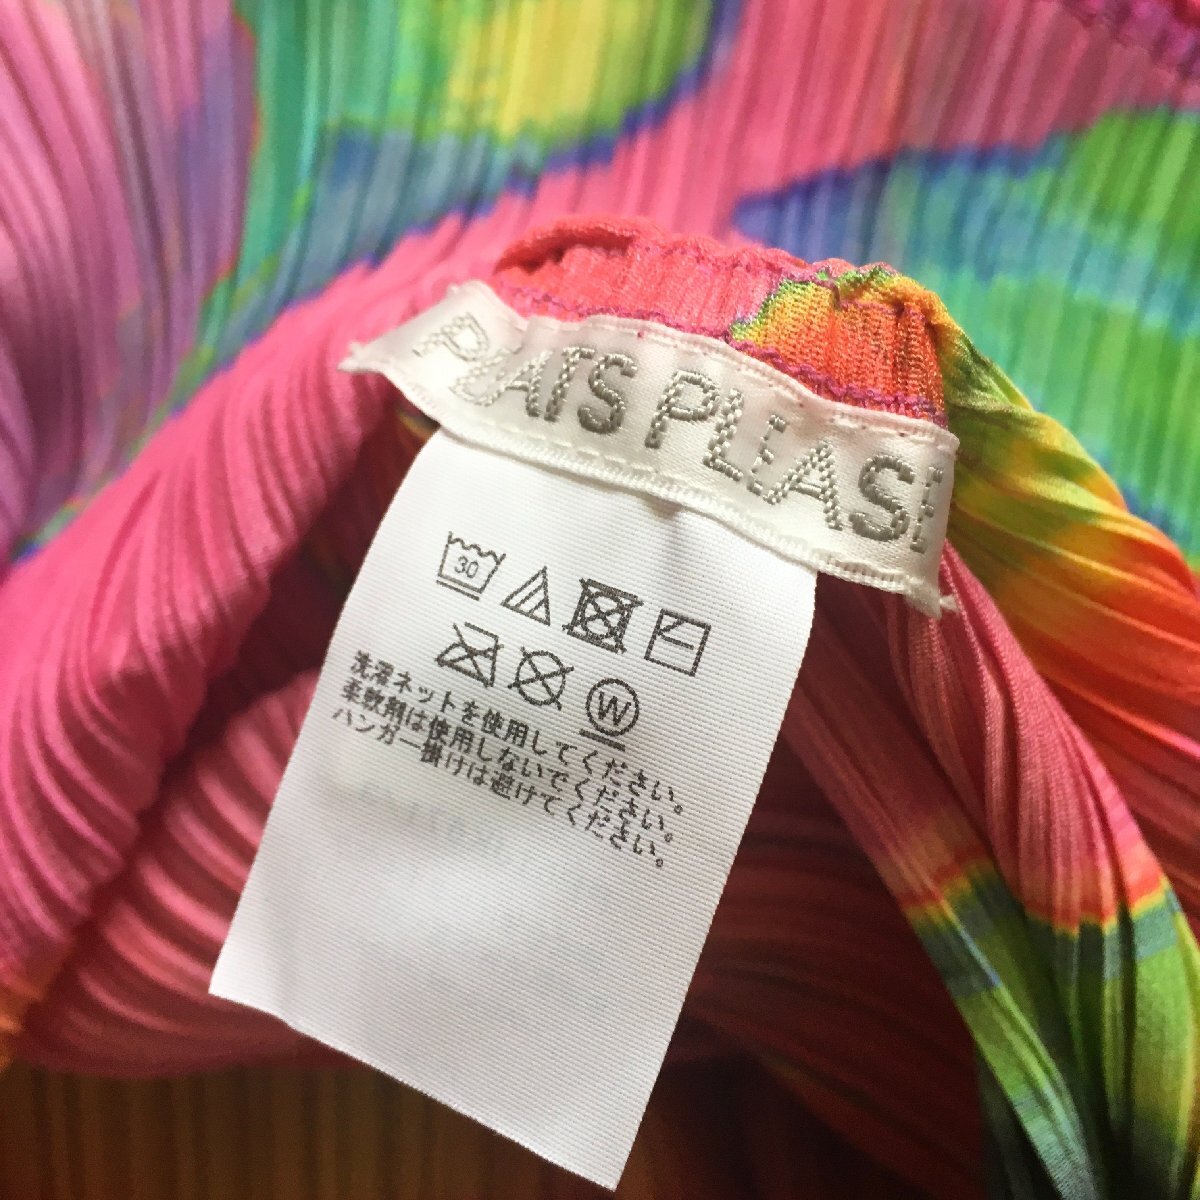 PLEATS PLEASE
30
W
洗濯ネットを使用してください。
柔軟剤は使用しないでください。
ハンガー掛けは避けてください。